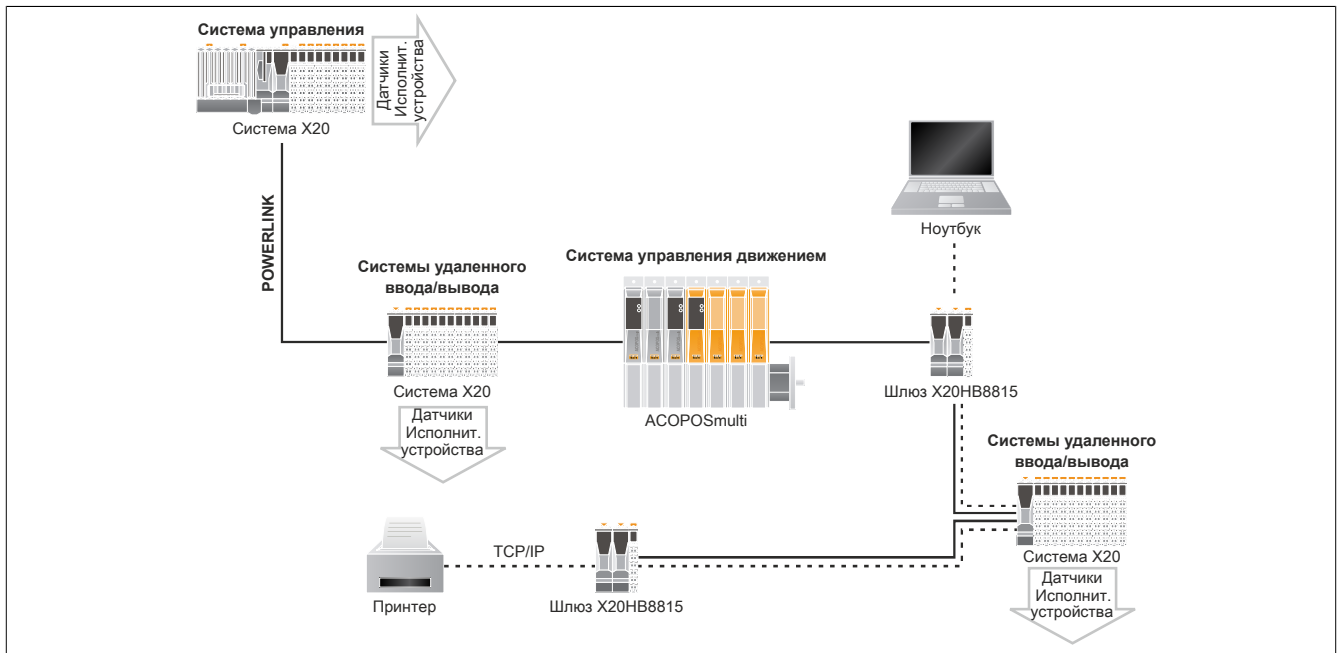 Система управления
Датчики
Исполнит.
устройства
Система X20
POWERLINK
Ноутбук
Системы удаленного
ввода/вывода
Система управления движением
Система X20
Датчики
Исполнит.
устройства
ACOPOSmulti
Шлюз X20HB8815
Системы удаленного
ввода/вывода
TCP/IP
Принтер
Шлюз X20HB8815
Система X20
Датчики
Исполнит.
устройства